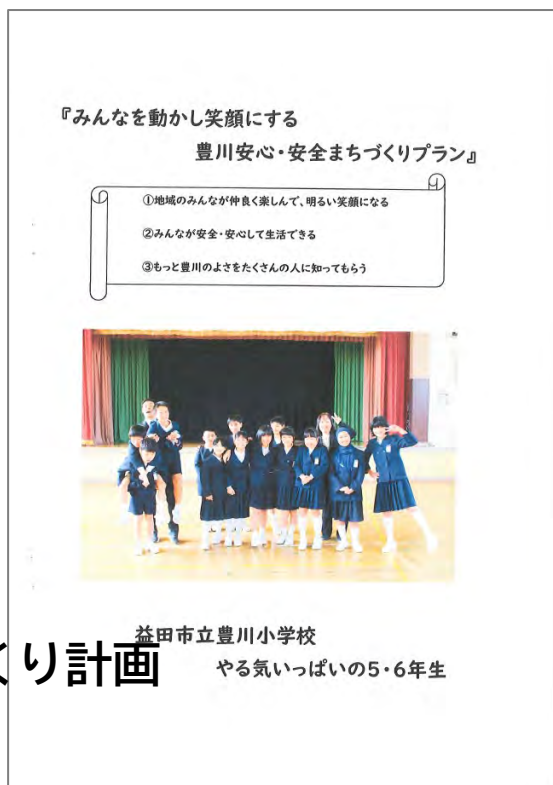 『みんなを動かし笑顔にする
豊川安心・安全まちづくりプラン』
①地域のみんなが仲良く楽しんで、明るい笑顔になる
②みんなが安全・安心して生活できる
③もっと豊川のよさをたくさんの人に知ってもらう
益田市立豊川小学校
くり計画
やる気いっぱいの5・6年生